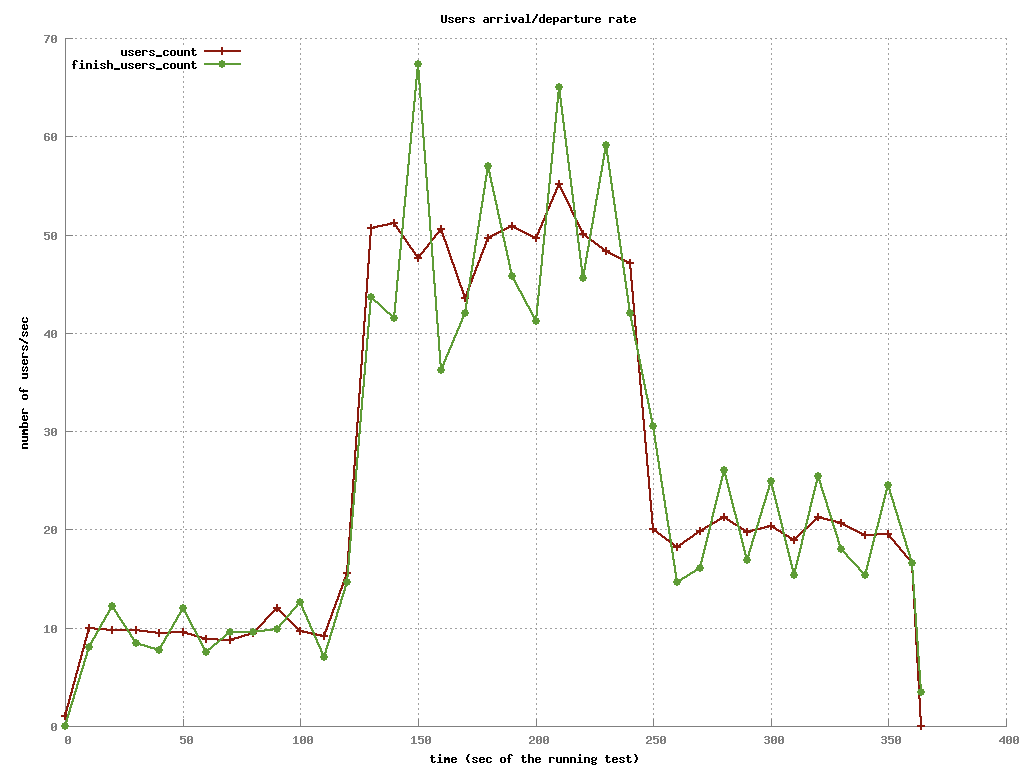 Users arrival/departure rate
users_count
finish_users_count
70
60
50
40
30
20
10
0
number of users/sec
0 50 100 150 200 250 300 350 400
time (sec of the running test)